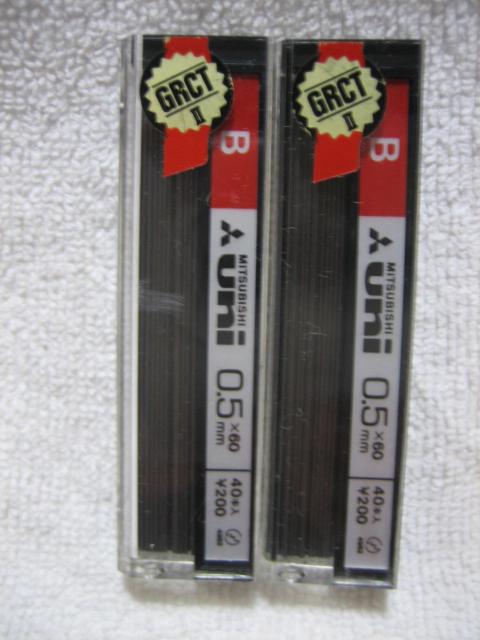 GRCT
II
B
MITSUBISHI
uni
0.5×60
mm
40本入
¥200
GRCT
II
B
MITSUBISHI
uni
0.5×60
mm
40本入
¥200